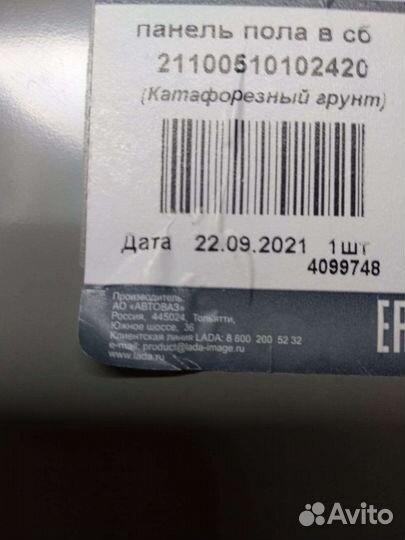 панель пола в сб
21100510102420
(Катафорезный грунт)
Дата 22.09.2021 1шт
4099748
Производитель:
АО «АВТОВАЗ»
Россия, 445024, Тольятти,
Южное шоссе, 36
Клиентская линия LADA: 8 600 200 52 32
e-mail: product@lada-image.ru
www.lada.ru
Avito